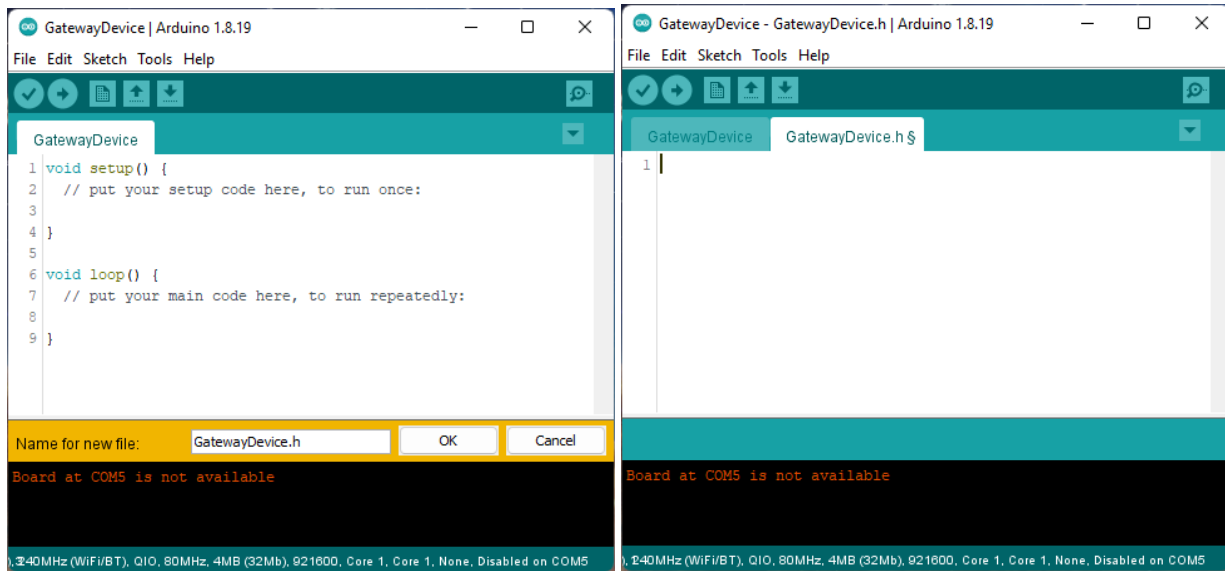 GatewayDevice | Arduino 1.8.19
File Edit Sketch Tools Help
GatewayDevice
1 void setup() {
2   // put your setup code here, to run once:
3
4 }
5
6 void loop() {
7   // put your main code here, to run repeatedly:
8
9 }
Name for new file: GatewayDevice.h OK Cancel
Board at COM5 is not available
240MHz (WiFi/BT), QIO, 80MHz, 4MB (32Mb), 921600, Core 1, Core 1, None, Disabled on COM5
GatewayDevice - GatewayDevice.h | Arduino 1.8.19
File Edit Sketch Tools Help
GatewayDevice GatewayDevice.h §
1
Board at COM5 is not available
240MHz (WiFi/BT), QIO, 80MHz, 4MB (32Mb), 921600, Core 1, Core 1, None, Disabled on COM5